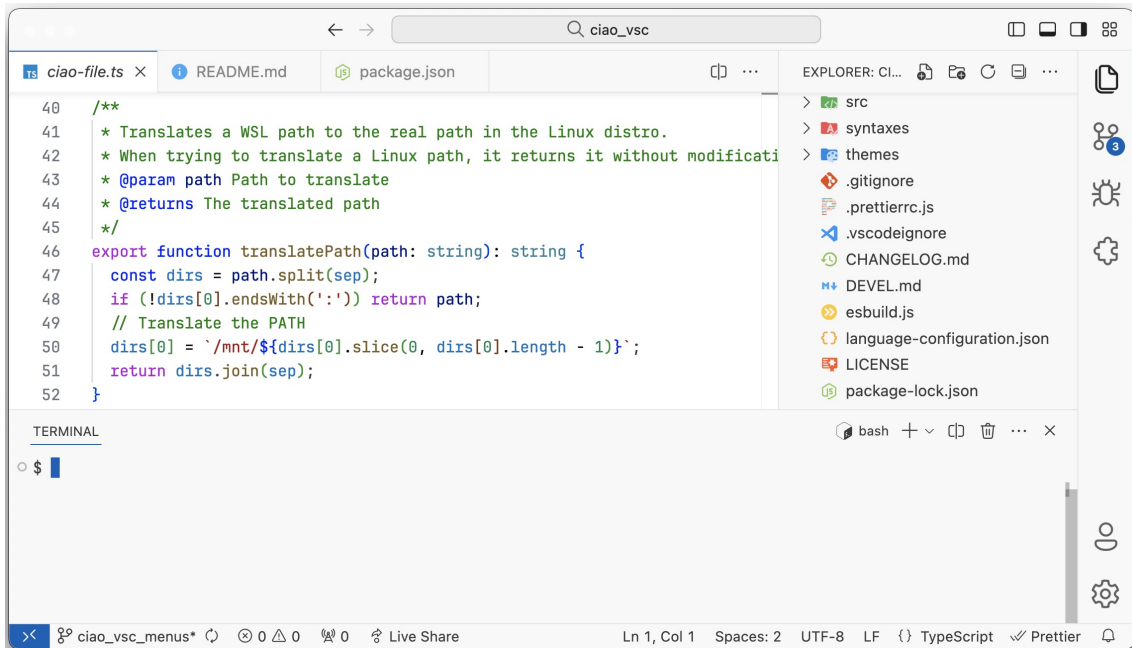 ciao_vsc
TS ciao-file.ts README.md package.json
EXPLORER: CI...
40 /**
41 * Translates a WSL path to the real path in the Linux distro.
42 * When trying to translate a Linux path, it returns it without modificati
43 * @param path Path to translate
44 * @returns The translated path
45 */
46 export function translatePath(path: string): string {
47 const dirs = path.split(sep);
48 if (!dirs[0].endsWith(':')) return path;
49 // Translate the PATH
50 dirs[0] = `/mnt/${dirs[0].slice(0, dirs[0].length - 1)}`;
51 return dirs.join(sep);
52 }
src
syntaxes
themes
.gitignore
.prettierrc.js
.vscodeignore
CHANGELOG.md
DEVEL.md
esbuild.js
language-configuration.json
LICENSE
package-lock.json
3
TERMINAL
bash
$
ciao_vsc_menus* 0 0 0 Live Share Ln 1, Col 1 Spaces: 2 UTF-8 LF {} TypeScript Prettier